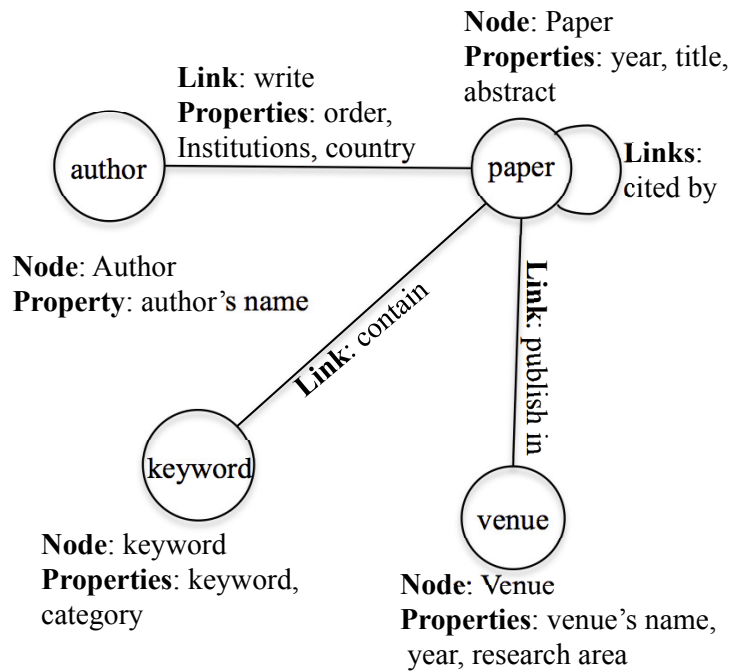 Node: Paper
Properties: year, title,
abstract
Link: write
Properties: order,
Institutions, country
author
paper
Links:
cited by
Node: Author
Property: author's name
Link: contain
Link: publish in
keyword
venue
Node: keyword
Properties: keyword,
category
Node: Venue
Properties: venue's name,
year, research area